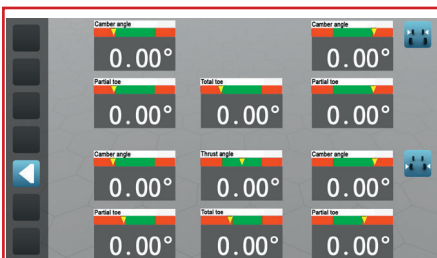 Camber angle Camber angle
0.00° 0.00°
Partial toe Total toe Partial toe
0.00° 0.00° 0.00°
Camber angle Thrust angle Camber angle
0.00° 0.00° 0.00°
Partial toe Total toe Partial toe
0.00° 0.00° 0.00°